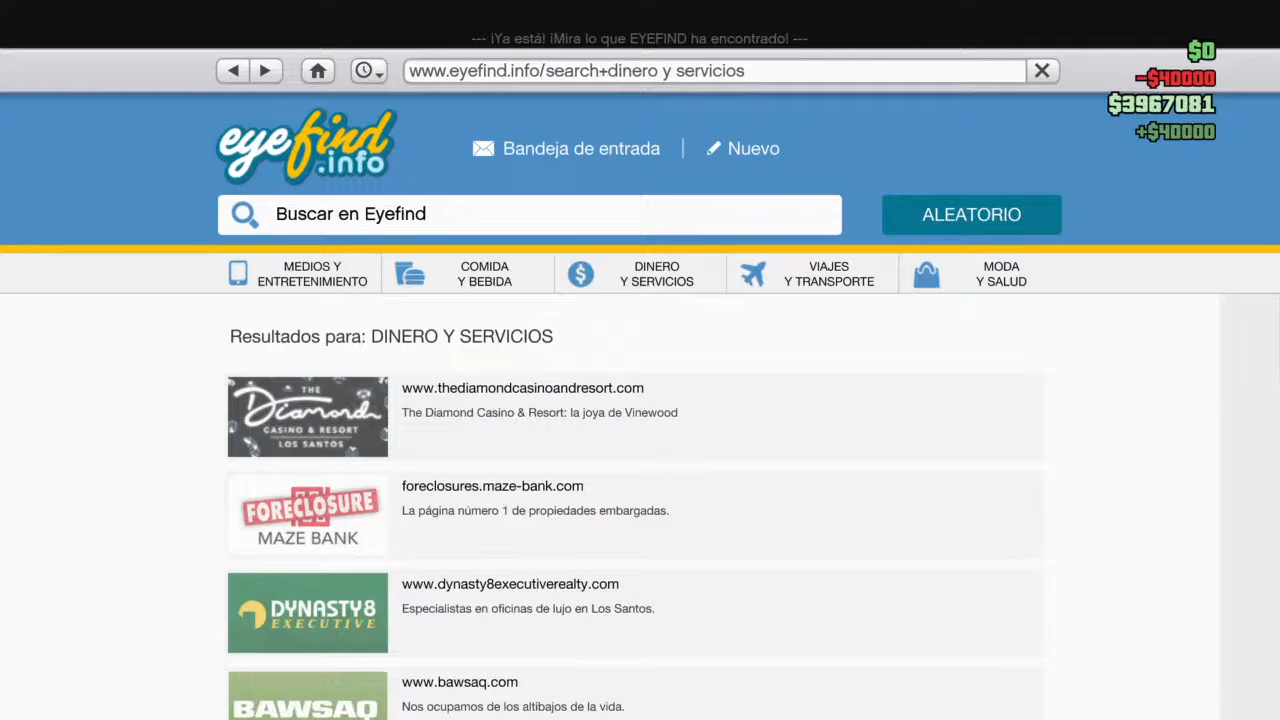 --- ¡Ya está! ¡Mira lo que EYEFIND ha encontrado! ---
www.eyefind.info/search+dinero y servicios
$0
-$40000
$3967081
+$40000
eyefind
.info
Bandeja de entrada
Nuevo
Buscar en Eyefind
ALEATORIO
MEDIOS Y
ENTRETENIMIENTO
COMIDA
Y BEBIDA
DINERO
Y SERVICIOS
VIAJES
Y TRANSPORTE
MODA
Y SALUD
Resultados para: DINERO Y SERVICIOS
THE
Diamond
CASINO & RESORT
LOS SANTOS
www.thediamondcasinoandresort.com
The Diamond Casino & Resort: la joya de Vinewood
FORECLOSURE
MAZE BANK
foreclosures.maze-bank.com
La página número 1 de propiedades embargadas.
DYNASTY8
EXECUTIVE
www.dynasty8executiverealty.com
Especialistas en oficinas de lujo en Los Santos.
BAWSAQ
www.bawsaq.com
Nos ocupamos de los altibajos de la vida.